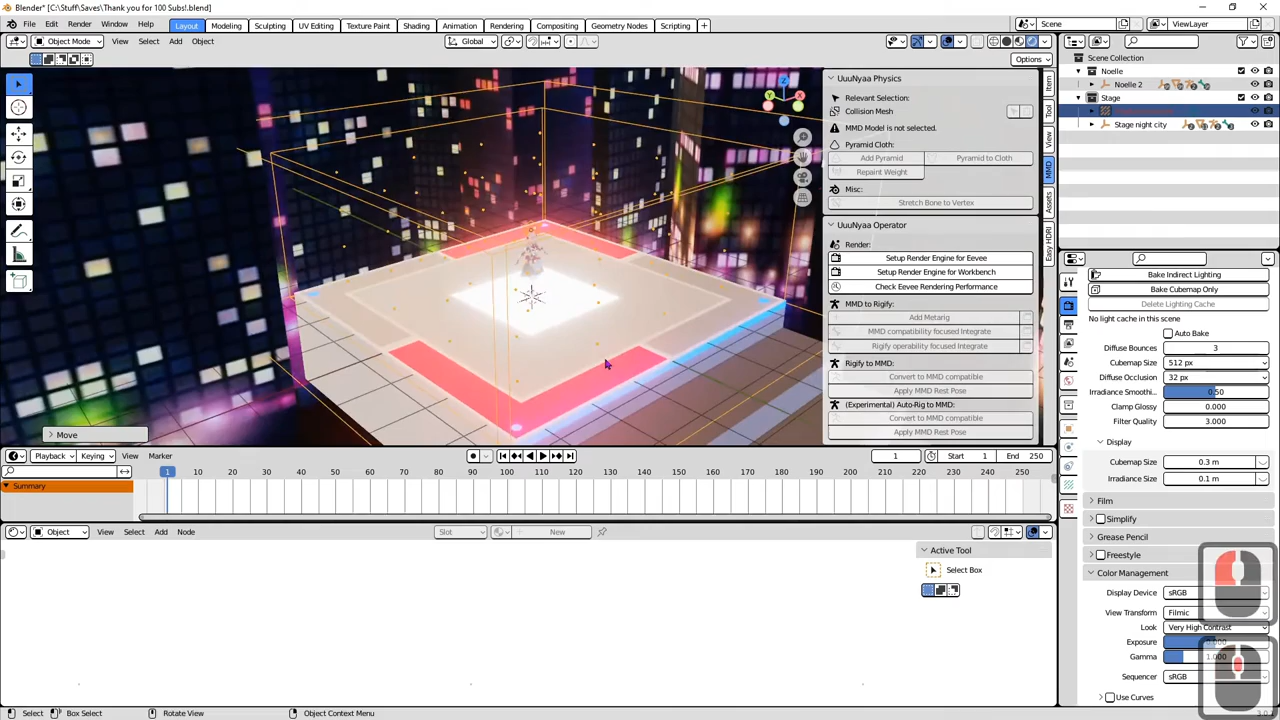 Blender* [C:\Stuff\Saves\Thank you for 100 Subs!.blend]
File Edit Render Window Help Layout Modeling Sculpting UV Editing Texture Paint Shading Animation Rendering Compositing Geometry Nodes Scripting + Scene ViewLayer
Object Mode View Select Add Object Global
Options
UuuNyaa Physics
Relevant Selection:
Collision Mesh
MMD Model is not selected.
Pyramid Cloth:
Add Pyramid Pyramid to Cloth
Repaint Weight
Misc:
Stretch Bone to Vertex
UuuNyaa Operator
Render:
Setup Render Engine for Eevee
Setup Render Engine for Workbench
Check Eevee Rendering Performance
MMD to Rigify:
Add Metarig
MMD compatibility focused Integrate
Rigify operability focused Integrate
Rigify to MMD:
Convert to MMD compatible
Apply MMD Rest Pose
(Experimental) Auto-Rig to MMD:
Convert to MMD compatible
Apply MMD Rest Pose
Item
Tool
View
MMD
Assets
Easy HDRI
Scene Collection
Noelle
Noelle 2
Stage
Stage night city
Bake Indirect Lighting
Bake Cubemap Only
Delete Lighting Cache
No light cache in this scene
Auto Bake
Diffuse Bounces 3
Cubemap Size 512 px
Diffuse Occlusion 32 px
Irradiance Smoothi... 0.50
Clamp Glossy 0.000
Filter Quality 3.000
Display
Cubemap Size 0.3 m
Irradiance Size 0.1 m
Film
Simplify
Grease Pencil
Freestyle
Color Management
Display Device sRGB
View Transform Filmic
Look Very High Contrast
Exposure 0.000
Gamma 1.000
Sequencer sRGB
Use Curves
Move
Playback Keying View Marker 1 Start 1 End 250
1 10 20 30 40 50 60 70 80 90 100 110 120 130 140 150 160 170 180 190 200 210 220 230 240 250
Summary
Object View Select Add Node Slot New
Active Tool
Select Box
Select Box Select Rotate View Object Context Menu